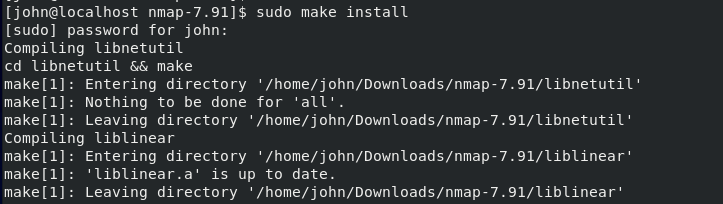 [john@localhost nmap-7.91]$ sudo make install
[sudo] password for john:
Compiling libnetutil
cd libnetutil && make
make[1]: Entering directory '/home/john/Downloads/nmap-7.91/libnetutil'
make[1]: Nothing to be done for 'all'.
make[1]: Leaving directory '/home/john/Downloads/nmap-7.91/libnetutil'
Compiling liblinear
make[1]: Entering directory '/home/john/Downloads/nmap-7.91/liblinear'
make[1]: 'liblinear.a' is up to date.
make[1]: Leaving directory '/home/john/Downloads/nmap-7.91/liblinear'